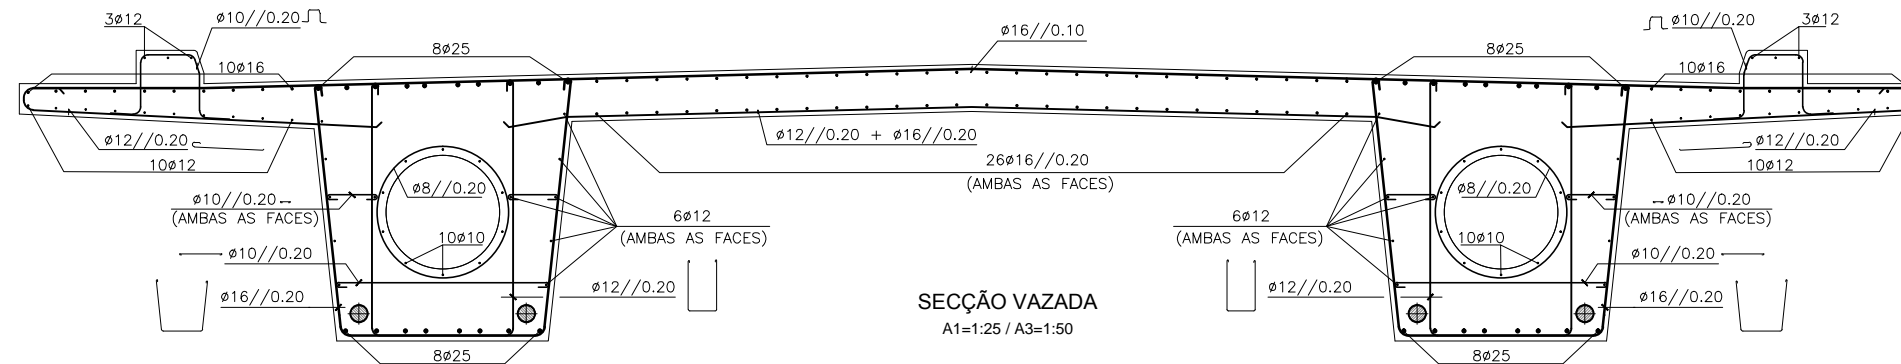 3ø12
ø10//0.20
ø16//0.10
ø10//0.20
3ø12
8ø25
8ø25
10ø16
10ø16
ø12//0.20
ø12//0.20 + ø16//0.20
ø12//0.20
10ø12
26ø16//0.20
(AMBAS AS FACES)
10ø12
ø8//0.20
ø8//0.20
ø10//0.20
(AMBAS AS FACES)
6ø12
(AMBAS AS FACES)
6ø12
(AMBAS AS FACES)
ø10//0.20
(AMBAS AS FACES)
10ø10
10ø10
ø10//0.20
ø10//0.20
ø16//0.20
ø12//0.20
ø12//0.20
ø16//0.20
SECÇÃO VAZADA
A1=1:25 / A3=1:50
8ø25
8ø25